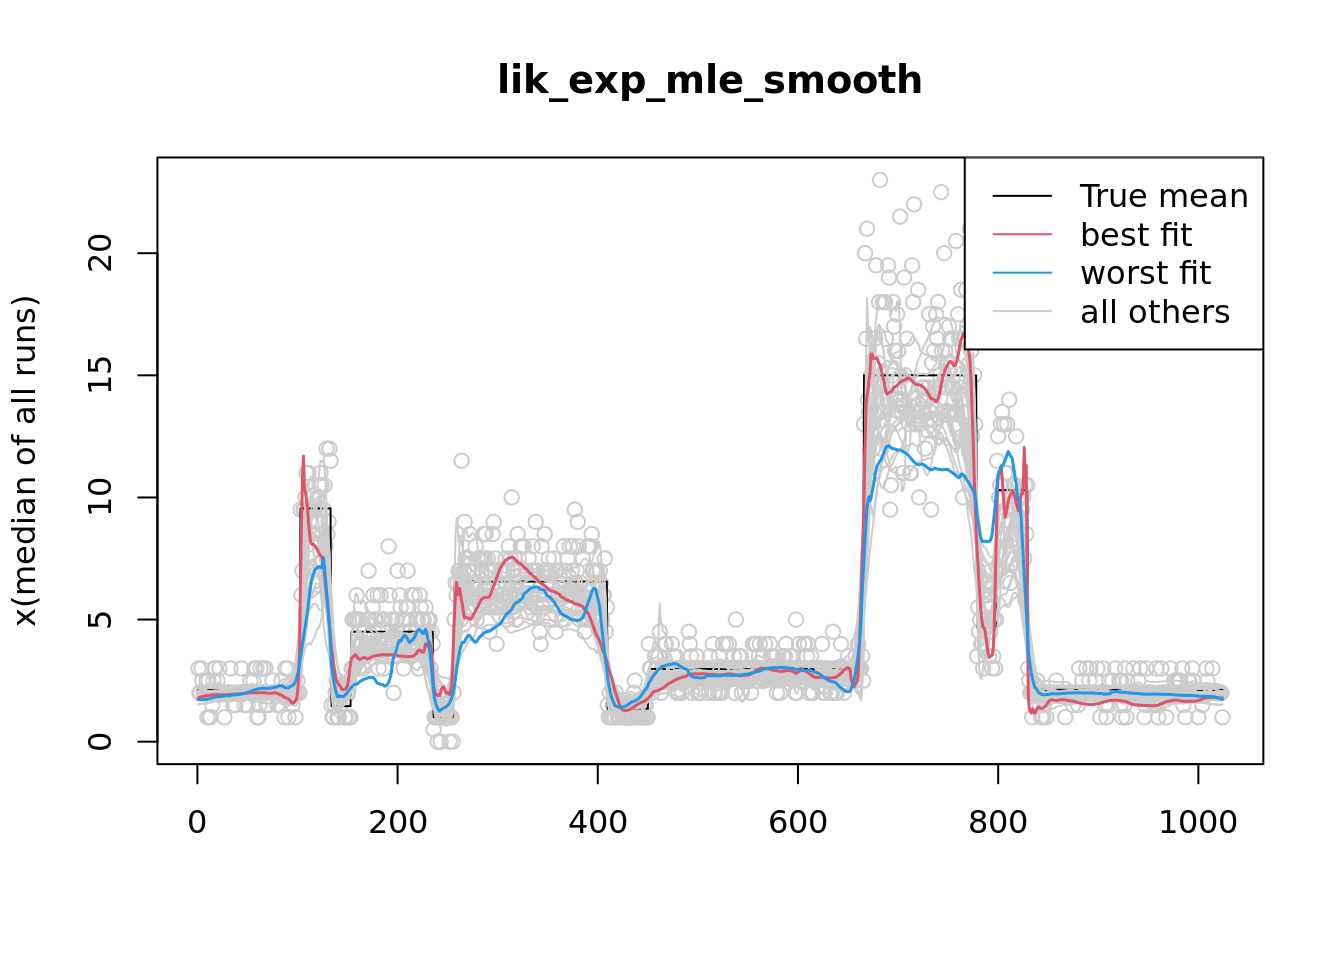 lik_exp_mle_smooth
x(median of all runs)
20
15
10
5
0
True mean
best fit
worst fit
all others
0 200 400 600 800 1000